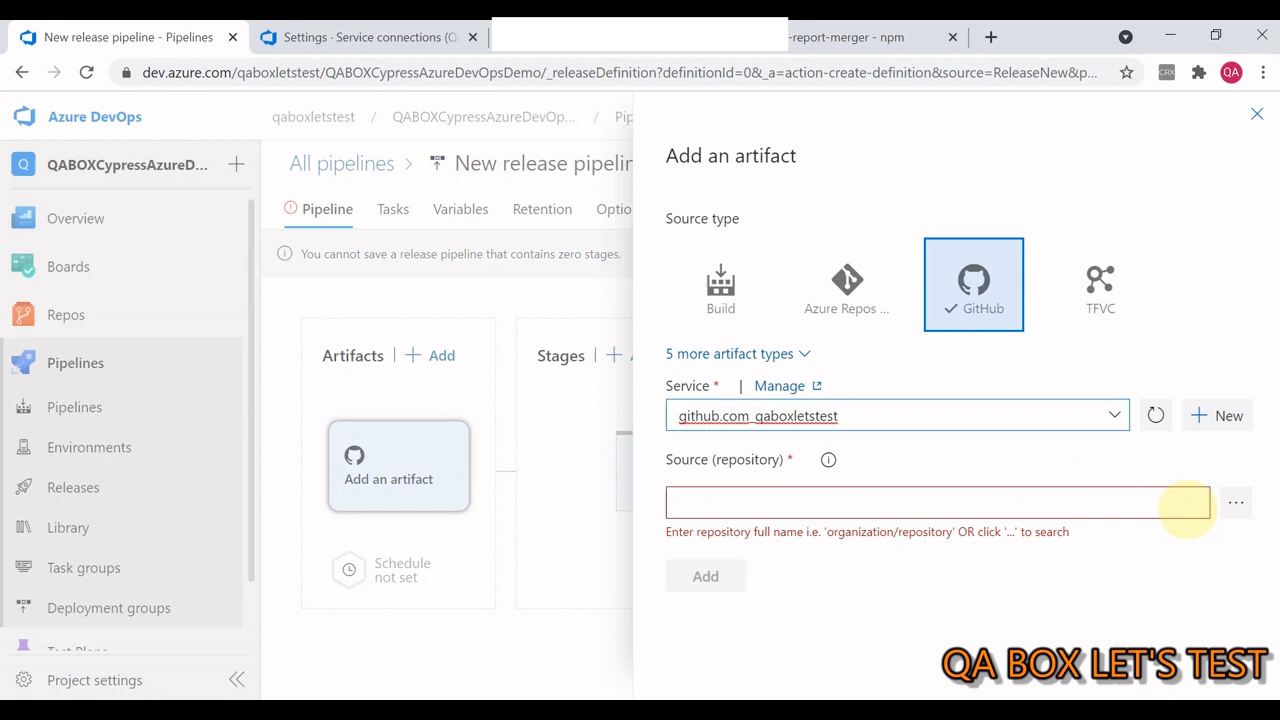 New release pipeline - Pipelines
Settings · Service connections (Q
-report-merger - npm
dev.azure.com/qaboxletstest/QABOXCypressAzureDevOpsDemo/_releaseDefinition?definitionId=0&_a=action-create-definition&source=ReleaseNew&p...
CRX
QA
Azure DevOps
qaboxletstest / QABOXCypressAzureDevOp... / Pip
Q QABOXCypressAzureD...
All pipelines > New release pipelin
Overview
Boards
Repos
Pipelines
Pipelines
Environments
Releases
Library
Task groups
Deployment groups
Test Plans
Project settings
Pipeline Tasks Variables Retention Optio
You cannot save a release pipeline that contains zero stages.
Artifacts | + Add
Stages | + A
Add an artifact
Schedule
not set
Add an artifact
Source type
Build
Azure Repos ...
GitHub
TFVC
5 more artifact types
Service * | Manage
github.com_qaboxletstest
+ New
Source (repository) *
...
Enter repository full name i.e. 'organization/repository' OR click '...' to search
Add
QA BOX LET'S TEST